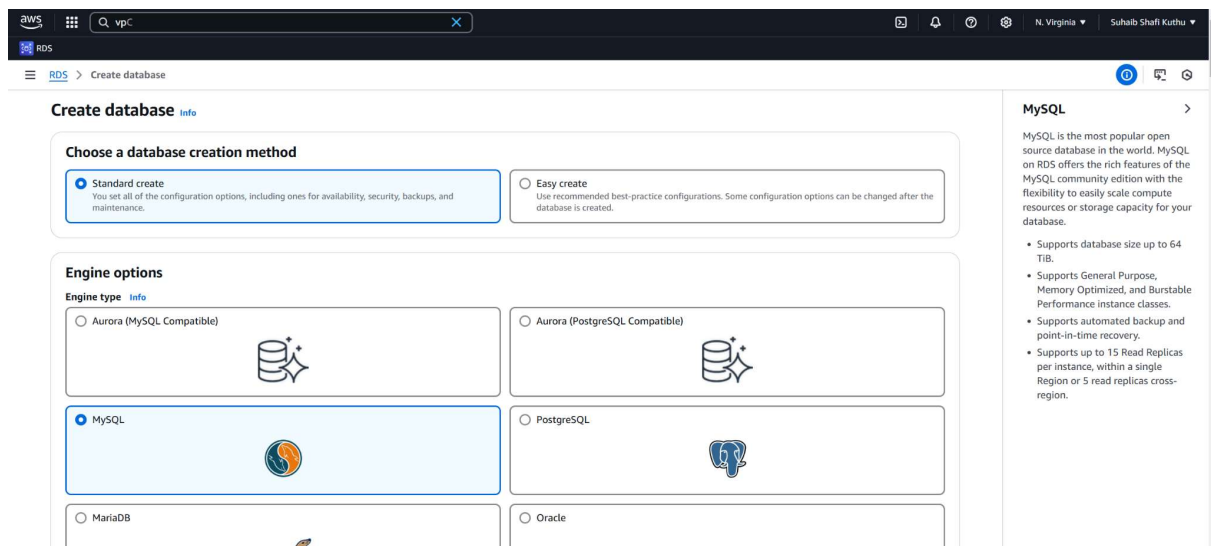 aws
vpC
N. Virginia
Suhaib Shafi Kuthu
RDS
RDS > Create database
Create database Info
Choose a database creation method
Standard create
You set all of the configuration options, including ones for availability, security, backups, and
maintenance.
Easy create
Use recommended best-practice configurations. Some configuration options can be changed after the
database is created.
Engine options
Engine type Info
Aurora (MySQL Compatible)
Aurora (PostgreSQL Compatible)
MySQL
PostgreSQL
MariaDB
Oracle
MySQL
MySQL is the most popular open
source database in the world. MySQL
on RDS offers the rich features of the
MySQL community edition with the
flexibility to easily scale compute
resources or storage capacity for your
database.
• Supports database size up to 64
TiB.
• Supports General Purpose,
Memory Optimized, and Burstable
Performance instance classes.
• Supports automated backup and
point-in-time recovery.
• Supports up to 15 Read Replicas
per instance, within a single
Region or 5 read replicas cross-
region.